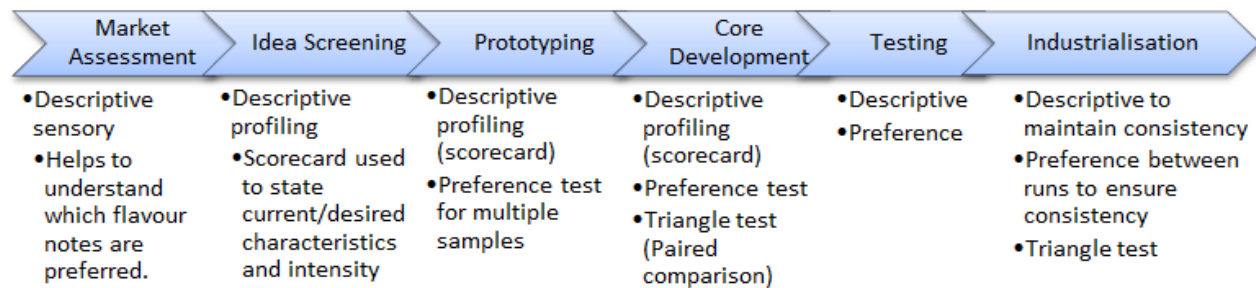 Market
Assessment
Idea Screening
Prototyping
Core
Development
Testing
Industrialisation
•Descriptive
sensory
•Helps to
understand
which flavour
notes are
preferred.
•Descriptive
profiling
•Scorecard used
to state
current/desired
characteristics
and intensity
•Descriptive
profiling
(scorecard)
•Preference test
for multiple
samples
•Descriptive
profiling
(scorecard)
•Preference test
•Triangle test
(Paired
comparison)
•Descriptive
•Preference
•Descriptive to
maintain consistency
•Preference between
runs to ensure
consistency
•Triangle test